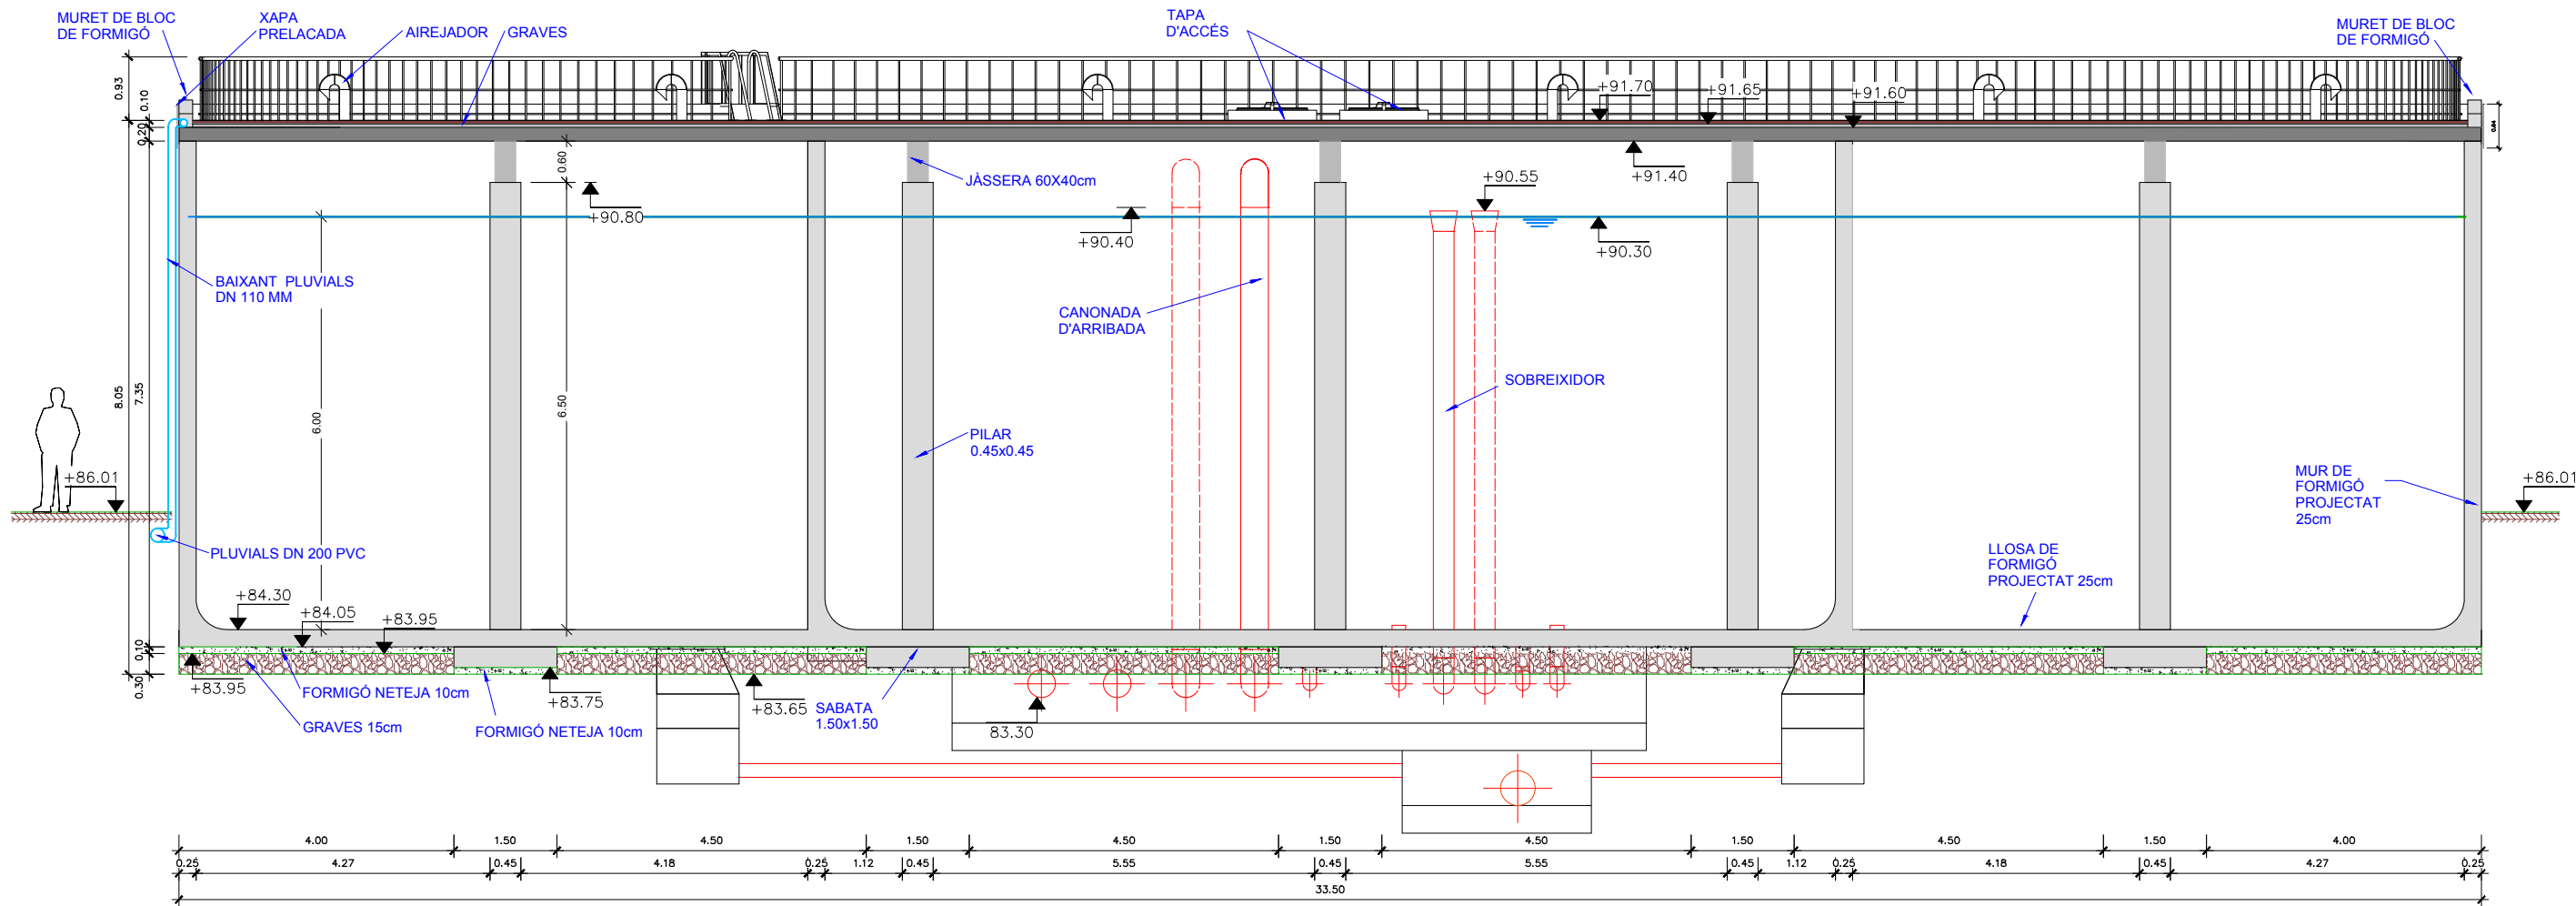 MURET DE BLOC
DE FORMIGÓ
XAPA
PRELACADA
AIREJADOR
GRAVES
TAPA
D'ACCÉS
MURET DE BLOC
DE FORMIGÓ
0.93
0.10
0.20
+91.70
+91.65
+91.60
0.84
0.60
JÀSSERA 60X40cm
+91.40
+90.80
+90.55
+90.40
+90.30
BAIXANT PLUVIALS
DN 110 MM
CANONADA
D'ARRIBADA
SOBREIXIDOR
8.05
7.35
6.00
6.50
PILAR
0.45x0.45
+86.01
MUR DE
FORMIGÓ
PROJECTAT
25cm
+86.01
PLUVIALS DN 200 PVC
LLOSA DE
FORMIGÓ
PROJECTAT 25cm
+84.30
+84.05
+83.95
0.10
0.30
+83.95
FORMIGÓ NETEJA 10cm
GRAVES 15cm
+83.75
FORMIGÓ NETEJA 10cm
+83.65
SABATA
1.50x1.50
83.30
4.00 1.50 4.50 1.50 4.50 1.50 4.50 1.50 4.50 1.50 4.00
0.25 4.27 0.45 4.18 0.25 1.12 0.45 5.55 0.45 5.55 0.45 1.12 0.25 4.18 0.45 4.27 0.25
33.50